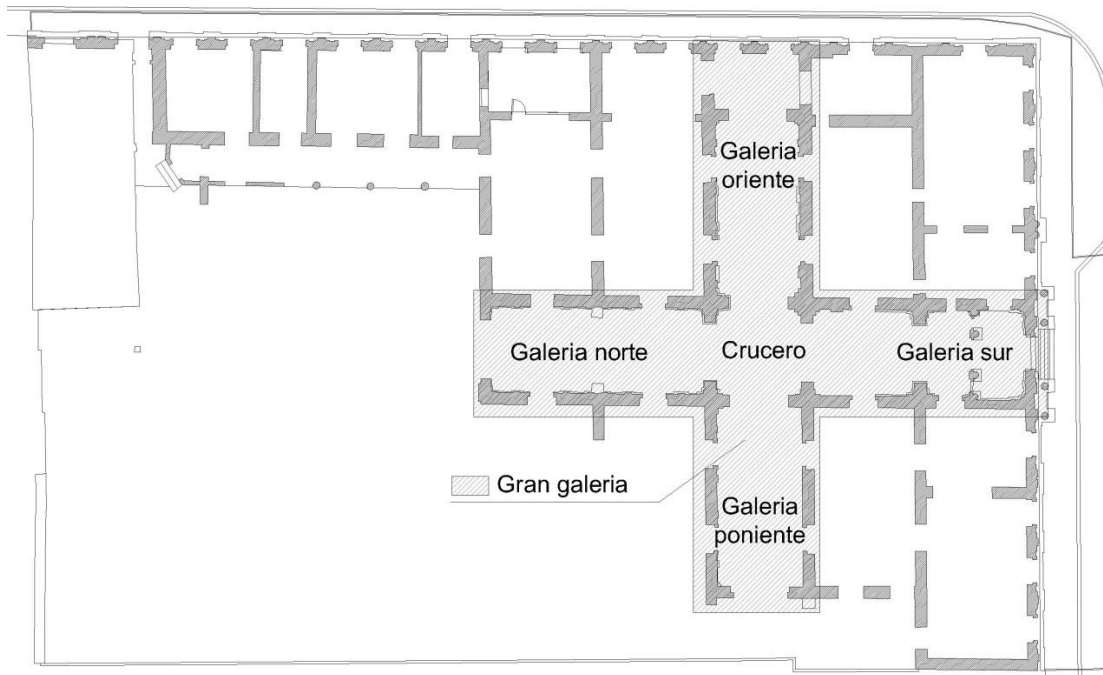 Galeria
oriente
Galeria norte
Crucero
Galeria sur
Gran galeria
Galeria
poniente